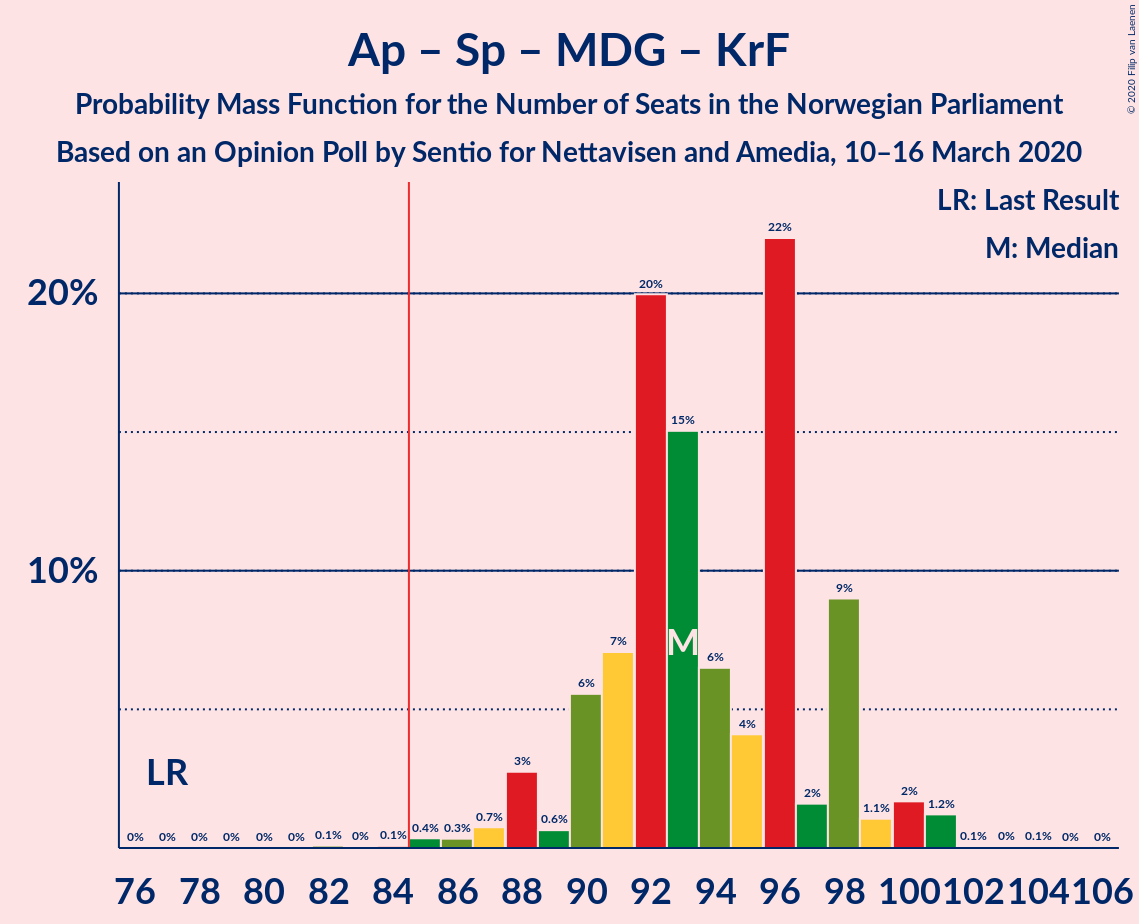 © 2020 Filip van Laenen
Ap – Sp – MDG – KrF
Probability Mass Function for the Number of Seats in the Norwegian Parliament
Based on an Opinion Poll by Sentio for Nettavisen and Amedia, 10–16 March 2020
LR: Last Result
M: Median
20%
10%
LR
M
0% 0% 0% 0% 0% 0% 0.1% 0% 0.1% 0.4% 0.3% 0.7% 3% 0.6% 6% 7% 20% 15% 6% 4% 22% 2% 9% 1.1% 2% 1.2% 0.1% 0% 0.1% 0% 0%
76 78 80 82 84 86 88 90 92 94 96 98 100 102 104 106